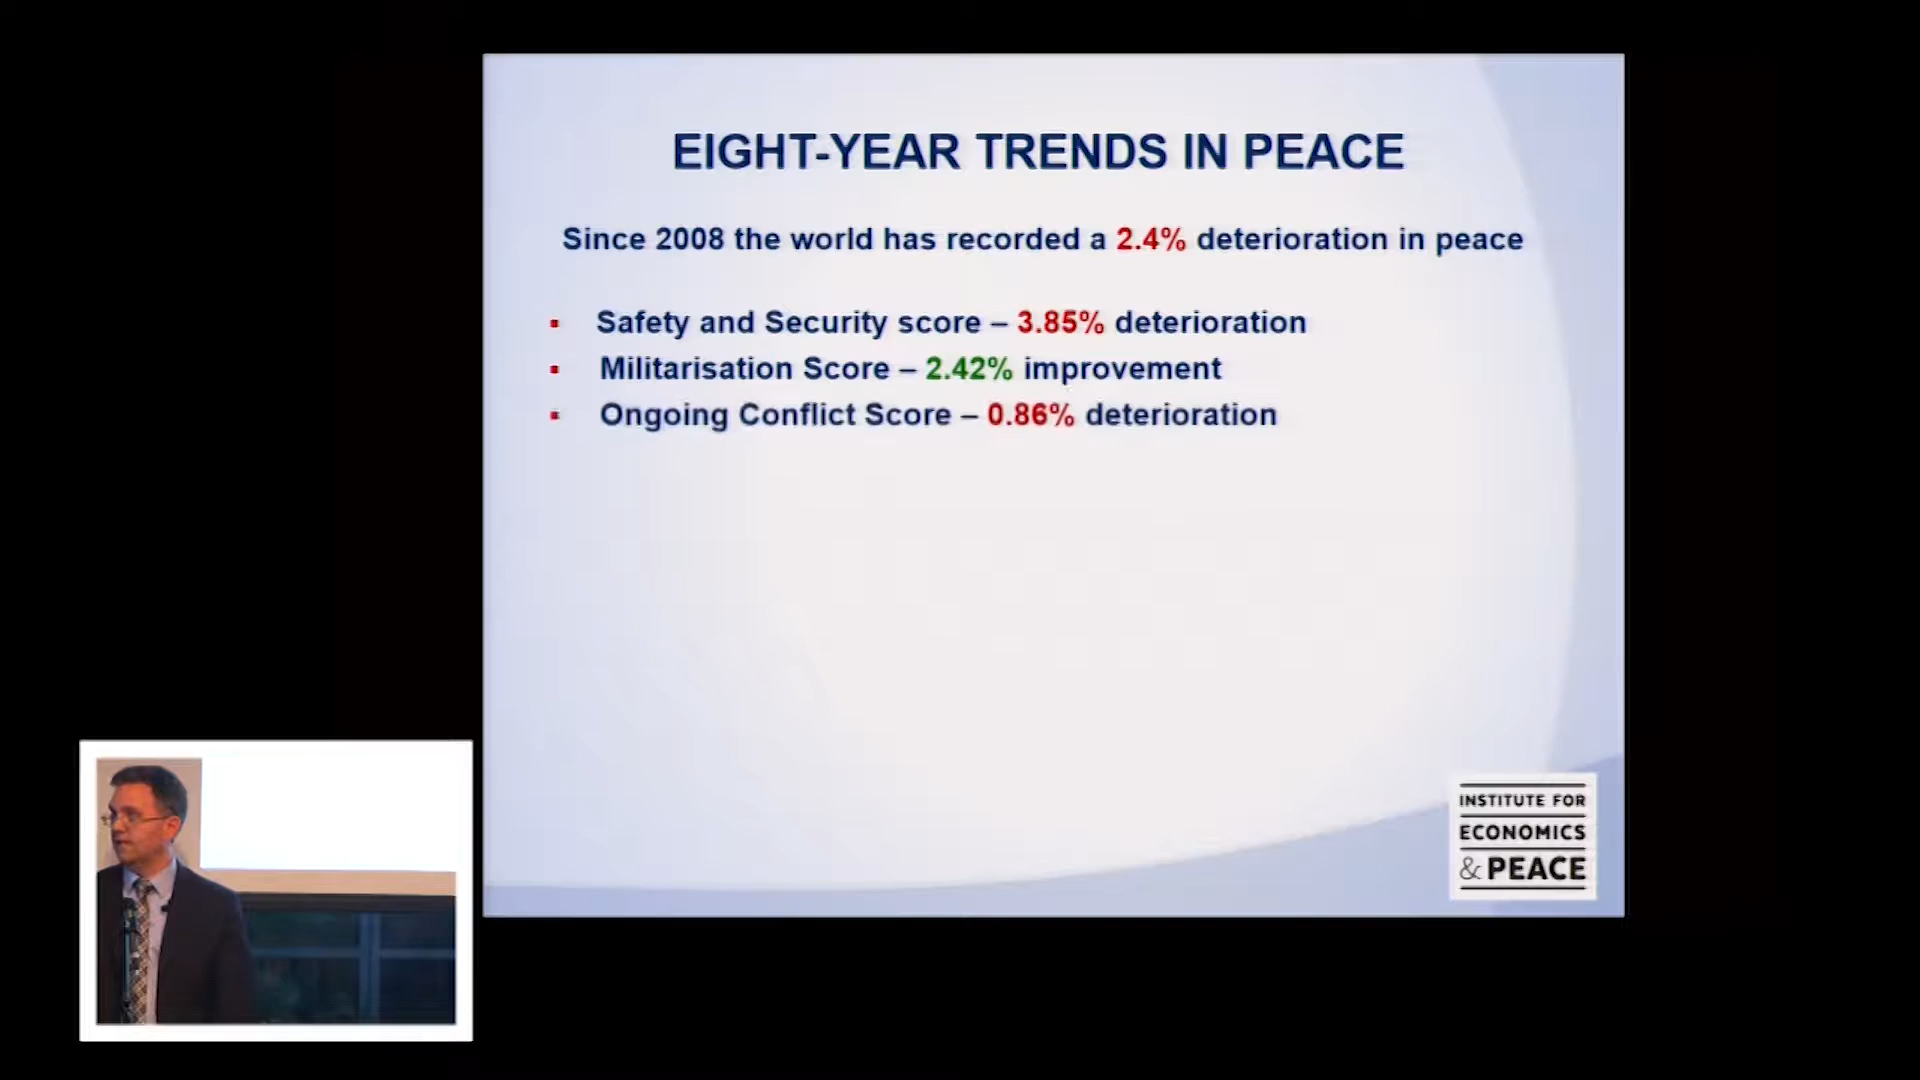 EIGHT-YEAR TRENDS IN PEACE
Since 2008 the world has recorded a 2.4% deterioration in peace
▪ Safety and Security score – 3.85% deterioration
▪ Militarisation Score – 2.42% improvement
▪ Ongoing Conflict Score – 0.86% deterioration
INSTITUTE FOR
ECONOMICS
& PEACE